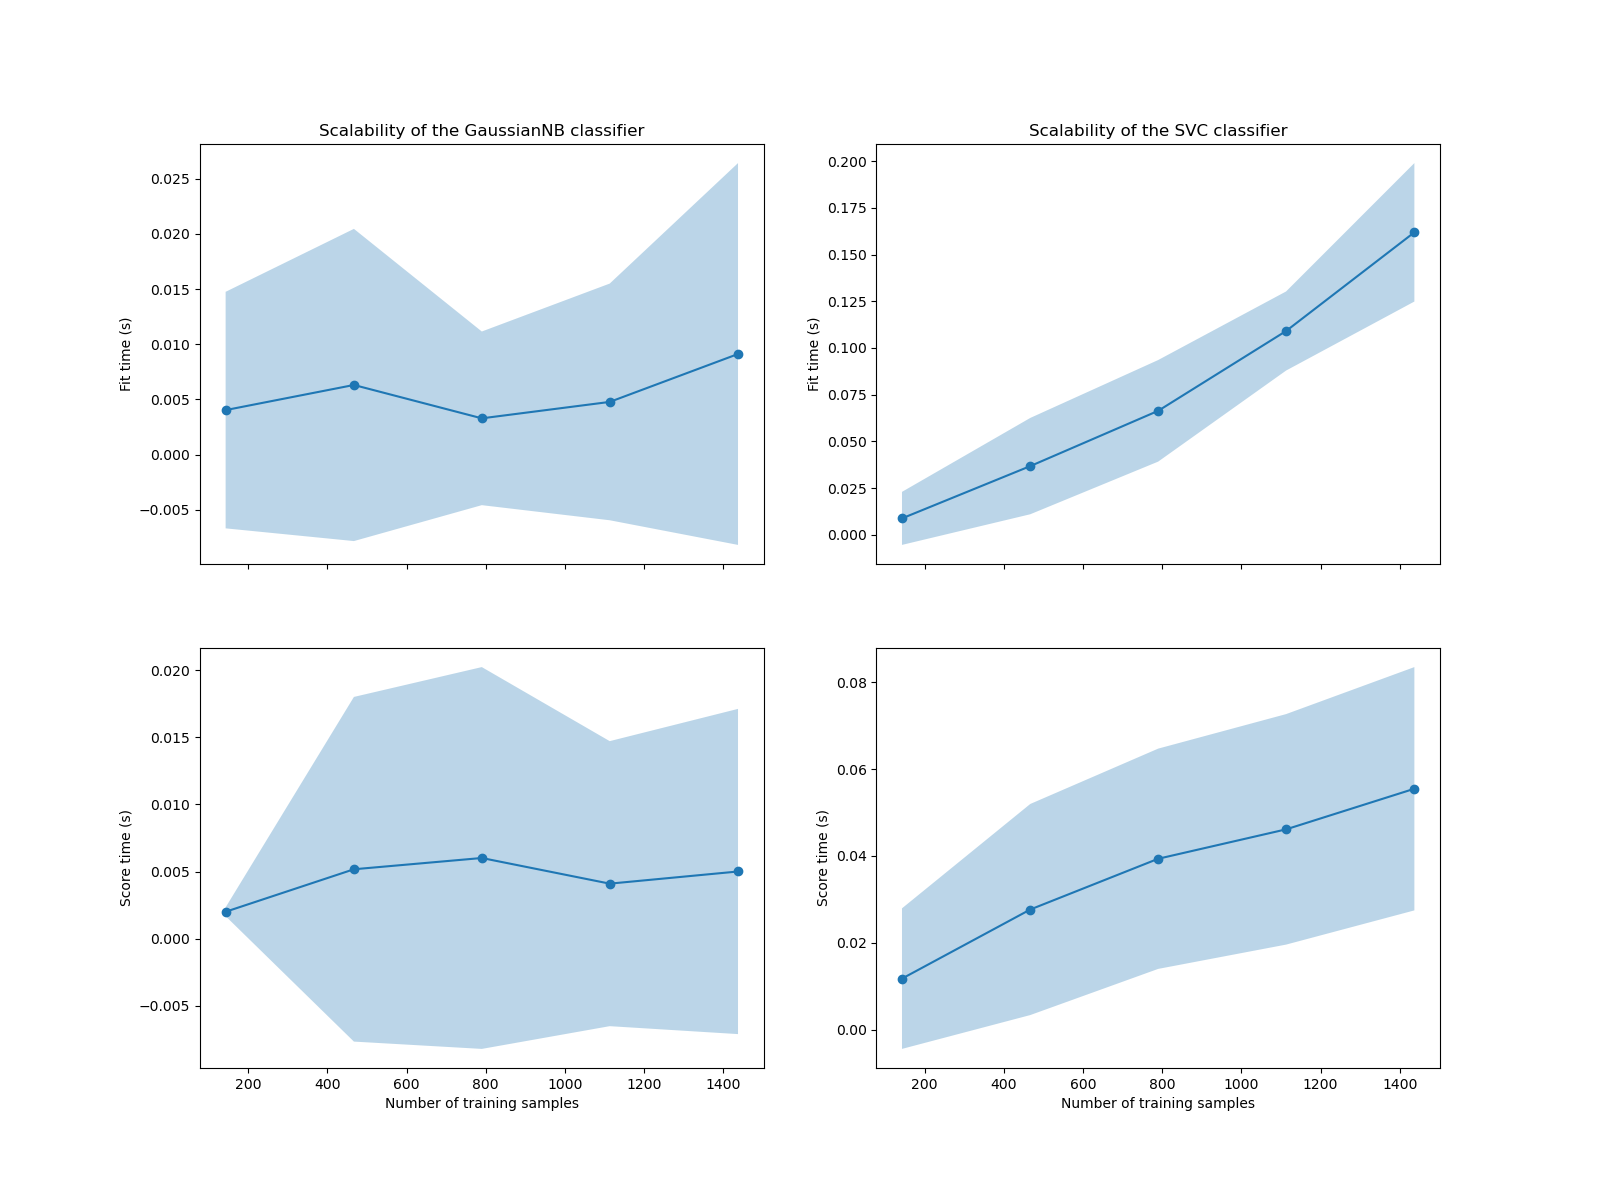 Scalability of the GaussianNB classifier
Scalability of the SVC classifier
0.025
0.020
0.015
0.010
0.005
0.000
−0.005
Fit time (s)
0.200
0.175
0.150
0.125
0.100
0.075
0.050
0.025
0.000
Fit time (s)
0.020
0.015
0.010
0.005
0.000
−0.005
Score time (s)
200 400 600 800 1000 1200 1400
Number of training samples
0.08
0.06
0.04
0.02
0.00
Score time (s)
200 400 600 800 1000 1200 1400
Number of training samples